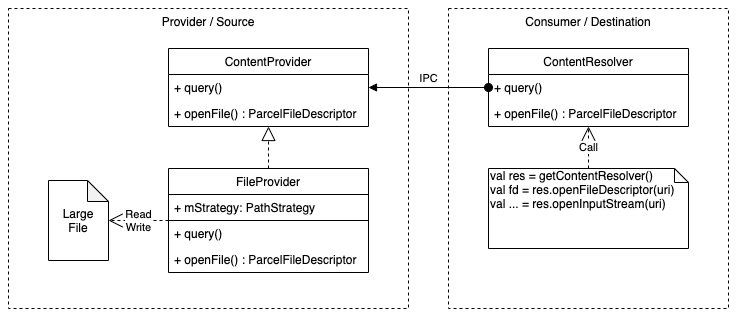 Provider / Source
ContentProvider
+ query()
+ openFile() : ParcelFileDescriptor
FileProvider
+ mStrategy: PathStrategy
+ query()
+ openFile() : ParcelFileDescriptor
Large
File
Read
Write
IPC
Consumer / Destination
ContentResolver
+ query()
+ openFile() : ParcelFileDescriptor
Call
val res = getContentResolver()
val fd = res.openFileDescriptor(uri)
val ... = res.openInputStream(uri)